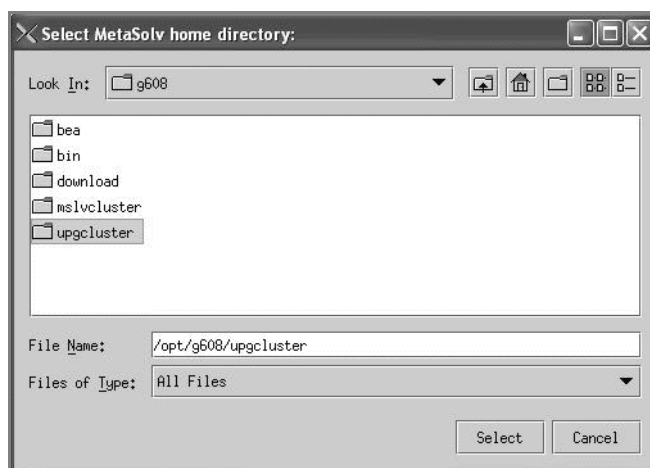 Select MetaSolv home directory:
Look In: g608
bea
bin
download
mslvcluster
upgcluster
File Name: /opt/g608/upgcluster
Files of Type: All Files
Select Cancel